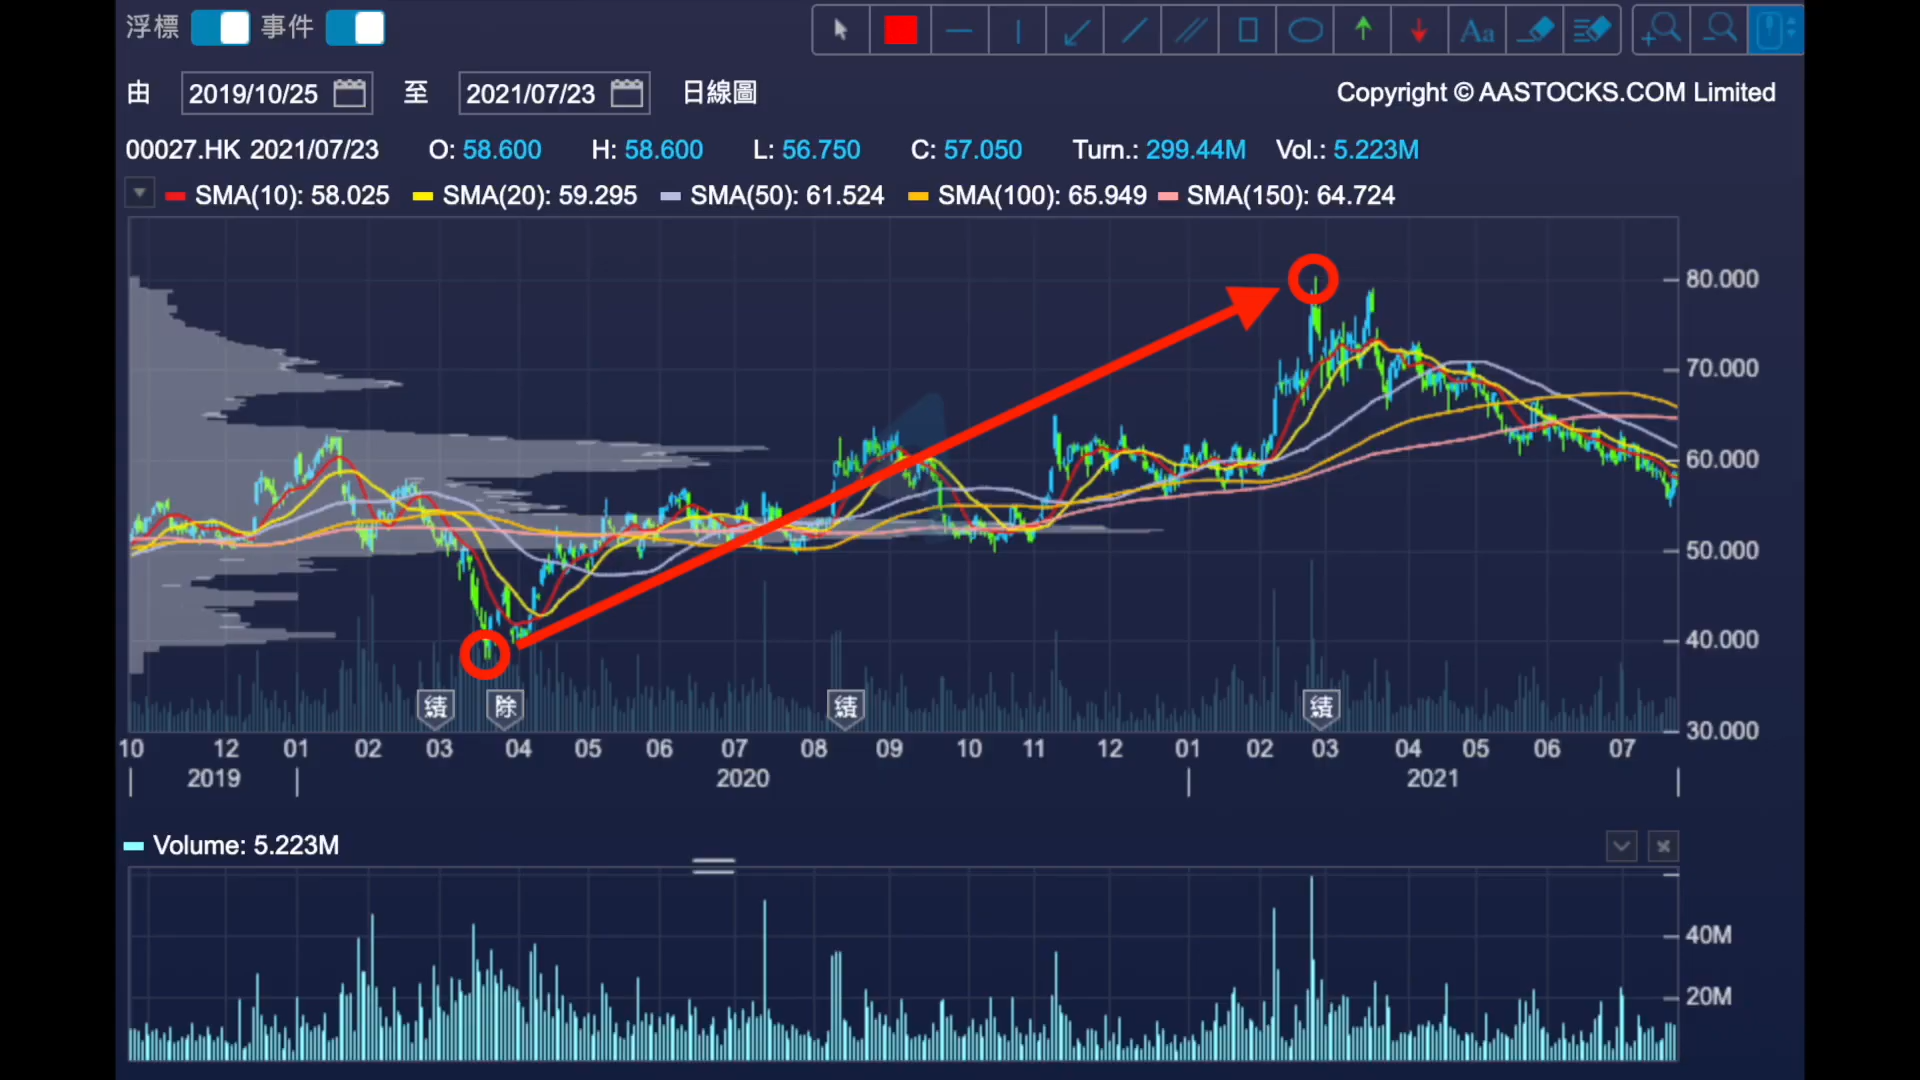 浮標 事件
Aa
由 2019/10/25 至 2021/07/23 日線圖 Copyright © AASTOCKS.COM Limited
00027.HK 2021/07/23 O: 58.600 H: 58.600 L: 56.750 C: 57.050 Turn.: 299.44M Vol.: 5.223M
SMA(10): 58.025 SMA(20): 59.295 SMA(50): 61.524 SMA(100): 65.949 SMA(150): 64.724
80.000
70.000
60.000
50.000
40.000
結 除 結 結
30.000
10 12 01 02 03 04 05 06 07 08 09 10 11 12 01 02 03 04 05 06 07
2019 2020 2021
Volume: 5.223M
40M
20M